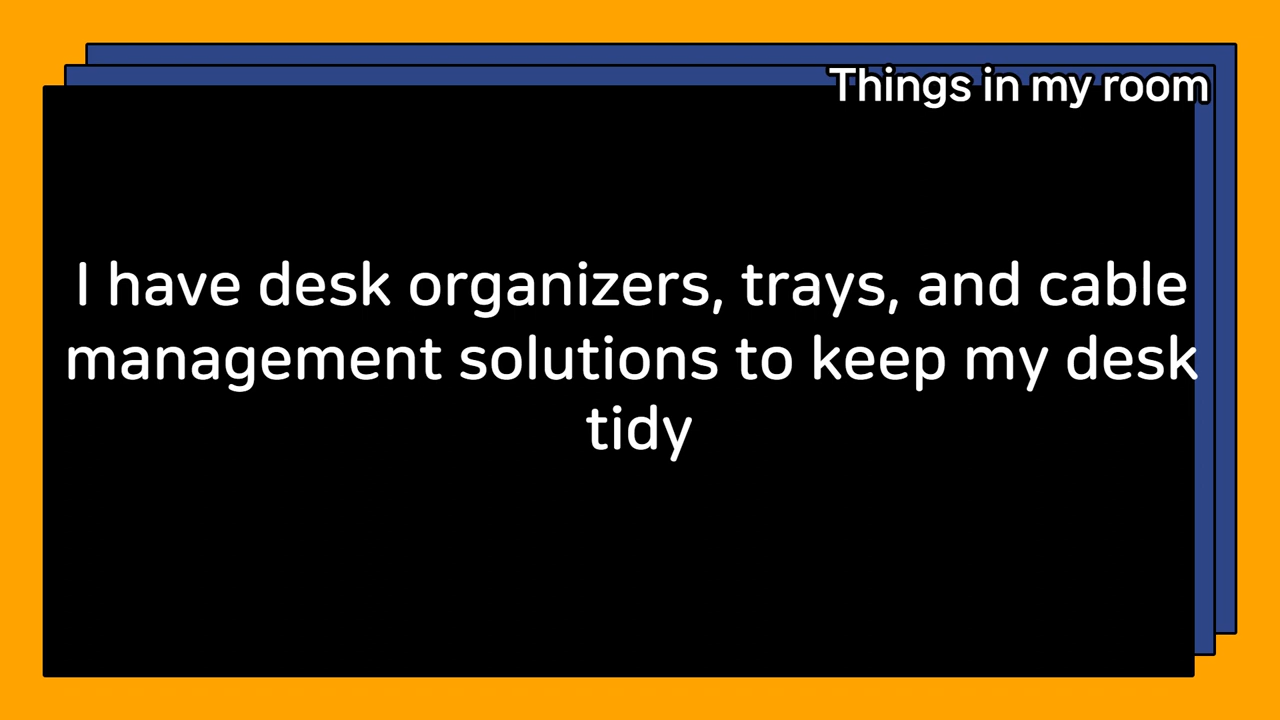 Things in my room
I have desk organizers, trays, and cable
management solutions to keep my desk
tidy